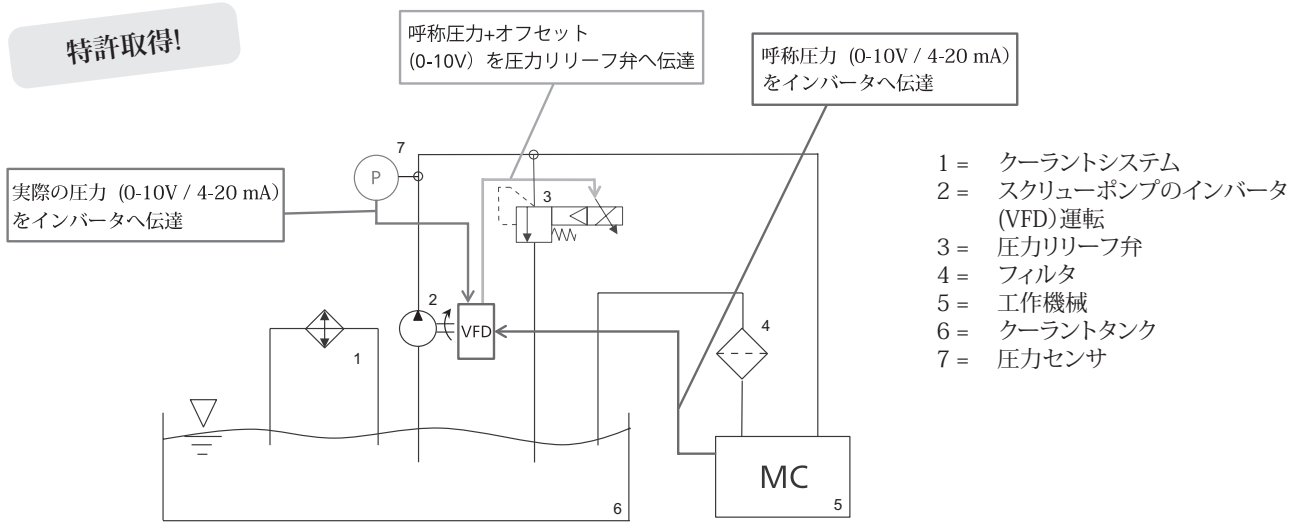 特許取得!
呼称圧力+オフセット
(0-10V）を圧力リリーフ弁へ伝達
呼称圧力 (0-10V / 4-20 mA)
をインバータへ伝達
実際の圧力 (0-10V / 4-20 mA)
をインバータへ伝達
7
P
3
2
VFD
1
4
6
MC
5
1 = クーラントシステム
2 = スクリューポンプのインバータ
(VFD)運転
3 = 圧力リリーフ弁
4 = フィルタ
5 = 工作機械
6 = クーラントタンク
7 = 圧力センサ